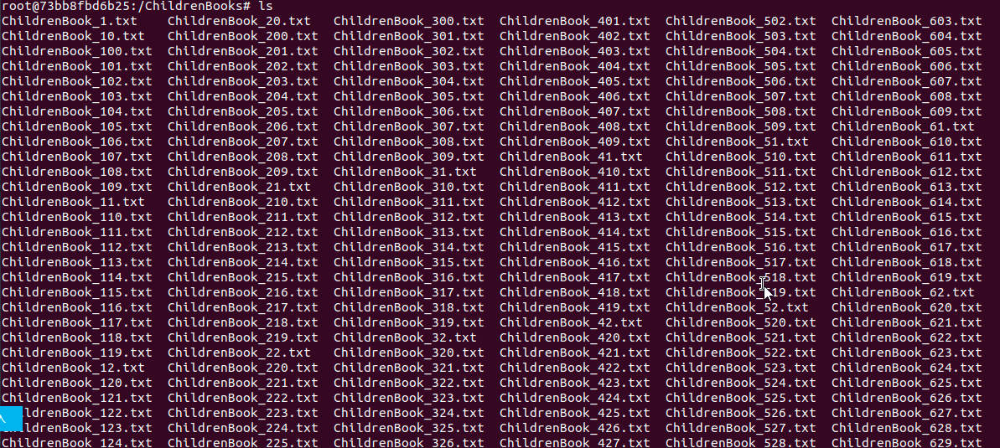 root@73bb8fbd6b25:/ChildrenBooks# ls
ChildrenBook_1.txt    ChildrenBook_20.txt   ChildrenBook_300.txt  ChildrenBook_401.txt  ChildrenBook_502.txt  ChildrenBook_603.txt
ChildrenBook_10.txt   ChildrenBook_200.txt  ChildrenBook_301.txt  ChildrenBook_402.txt  ChildrenBook_503.txt  ChildrenBook_604.txt
ChildrenBook_100.txt  ChildrenBook_201.txt  ChildrenBook_302.txt  ChildrenBook_403.txt  ChildrenBook_504.txt  ChildrenBook_605.txt
ChildrenBook_101.txt  ChildrenBook_202.txt  ChildrenBook_303.txt  ChildrenBook_404.txt  ChildrenBook_505.txt  ChildrenBook_606.txt
ChildrenBook_102.txt  ChildrenBook_203.txt  ChildrenBook_304.txt  ChildrenBook_405.txt  ChildrenBook_506.txt  ChildrenBook_607.txt
ChildrenBook_103.txt  ChildrenBook_204.txt  ChildrenBook_305.txt  ChildrenBook_406.txt  ChildrenBook_507.txt  ChildrenBook_608.txt
ChildrenBook_104.txt  ChildrenBook_205.txt  ChildrenBook_306.txt  ChildrenBook_407.txt  ChildrenBook_508.txt  ChildrenBook_609.txt
ChildrenBook_105.txt  ChildrenBook_206.txt  ChildrenBook_307.txt  ChildrenBook_408.txt  ChildrenBook_509.txt  ChildrenBook_61.txt
ChildrenBook_106.txt  ChildrenBook_207.txt  ChildrenBook_308.txt  ChildrenBook_409.txt  ChildrenBook_51.txt   ChildrenBook_610.txt
ChildrenBook_107.txt  ChildrenBook_208.txt  ChildrenBook_309.txt  ChildrenBook_41.txt   ChildrenBook_510.txt  ChildrenBook_611.txt
ChildrenBook_108.txt  ChildrenBook_209.txt  ChildrenBook_31.txt   ChildrenBook_410.txt  ChildrenBook_511.txt  ChildrenBook_612.txt
ChildrenBook_109.txt  ChildrenBook_21.txt   ChildrenBook_310.txt  ChildrenBook_411.txt  ChildrenBook_512.txt  ChildrenBook_613.txt
ChildrenBook_11.txt   ChildrenBook_210.txt  ChildrenBook_311.txt  ChildrenBook_412.txt  ChildrenBook_513.txt  ChildrenBook_614.txt
ChildrenBook_110.txt  ChildrenBook_211.txt  ChildrenBook_312.txt  ChildrenBook_413.txt  ChildrenBook_514.txt  ChildrenBook_615.txt
ChildrenBook_111.txt  ChildrenBook_212.txt  ChildrenBook_313.txt  ChildrenBook_414.txt  ChildrenBook_515.txt  ChildrenBook_616.txt
ChildrenBook_112.txt  ChildrenBook_213.txt  ChildrenBook_314.txt  ChildrenBook_415.txt  ChildrenBook_516.txt  ChildrenBook_617.txt
ChildrenBook_113.txt  ChildrenBook_214.txt  ChildrenBook_315.txt  ChildrenBook_416.txt  ChildrenBook_517.txt  ChildrenBook_618.txt
ChildrenBook_114.txt  ChildrenBook_215.txt  ChildrenBook_316.txt  ChildrenBook_417.txt  ChildrenBook_518.txt  ChildrenBook_619.txt
ChildrenBook_115.txt  ChildrenBook_216.txt  ChildrenBook_317.txt  ChildrenBook_418.txt  ChildrenBook_519.txt  ChildrenBook_62.txt
ChildrenBook_116.txt  ChildrenBook_217.txt  ChildrenBook_318.txt  ChildrenBook_419.txt  ChildrenBook_52.txt   ChildrenBook_620.txt
ChildrenBook_117.txt  ChildrenBook_218.txt  ChildrenBook_319.txt  ChildrenBook_42.txt   ChildrenBook_520.txt  ChildrenBook_621.txt
ChildrenBook_118.txt  ChildrenBook_219.txt  ChildrenBook_32.txt   ChildrenBook_420.txt  ChildrenBook_521.txt  ChildrenBook_622.txt
ChildrenBook_119.txt  ChildrenBook_22.txt   ChildrenBook_320.txt  ChildrenBook_421.txt  ChildrenBook_522.txt  ChildrenBook_623.txt
ChildrenBook_12.txt   ChildrenBook_220.txt  ChildrenBook_321.txt  ChildrenBook_422.txt  ChildrenBook_523.txt  ChildrenBook_624.txt
ChildrenBook_120.txt  ChildrenBook_221.txt  ChildrenBook_322.txt  ChildrenBook_423.txt  ChildrenBook_524.txt  ChildrenBook_625.txt
ChildrenBook_121.txt  ChildrenBook_222.txt  ChildrenBook_323.txt  ChildrenBook_424.txt  ChildrenBook_525.txt  ChildrenBook_626.txt
ldrenBook_122.txt  ChildrenBook_223.txt  ChildrenBook_324.txt  ChildrenBook_425.txt  ChildrenBook_526.txt  ChildrenBook_627.txt
ldrenBook_123.txt  ChildrenBook_224.txt  ChildrenBook_325.txt  ChildrenBook_426.txt  ChildrenBook_527.txt  ChildrenBook_628.txt
ChildrenBook_124.txt  ChildrenBook_225.txt  ChildrenBook_326.txt  ChildrenBook_427.txt  ChildrenBook_528.txt  ChildrenBook_629.txt